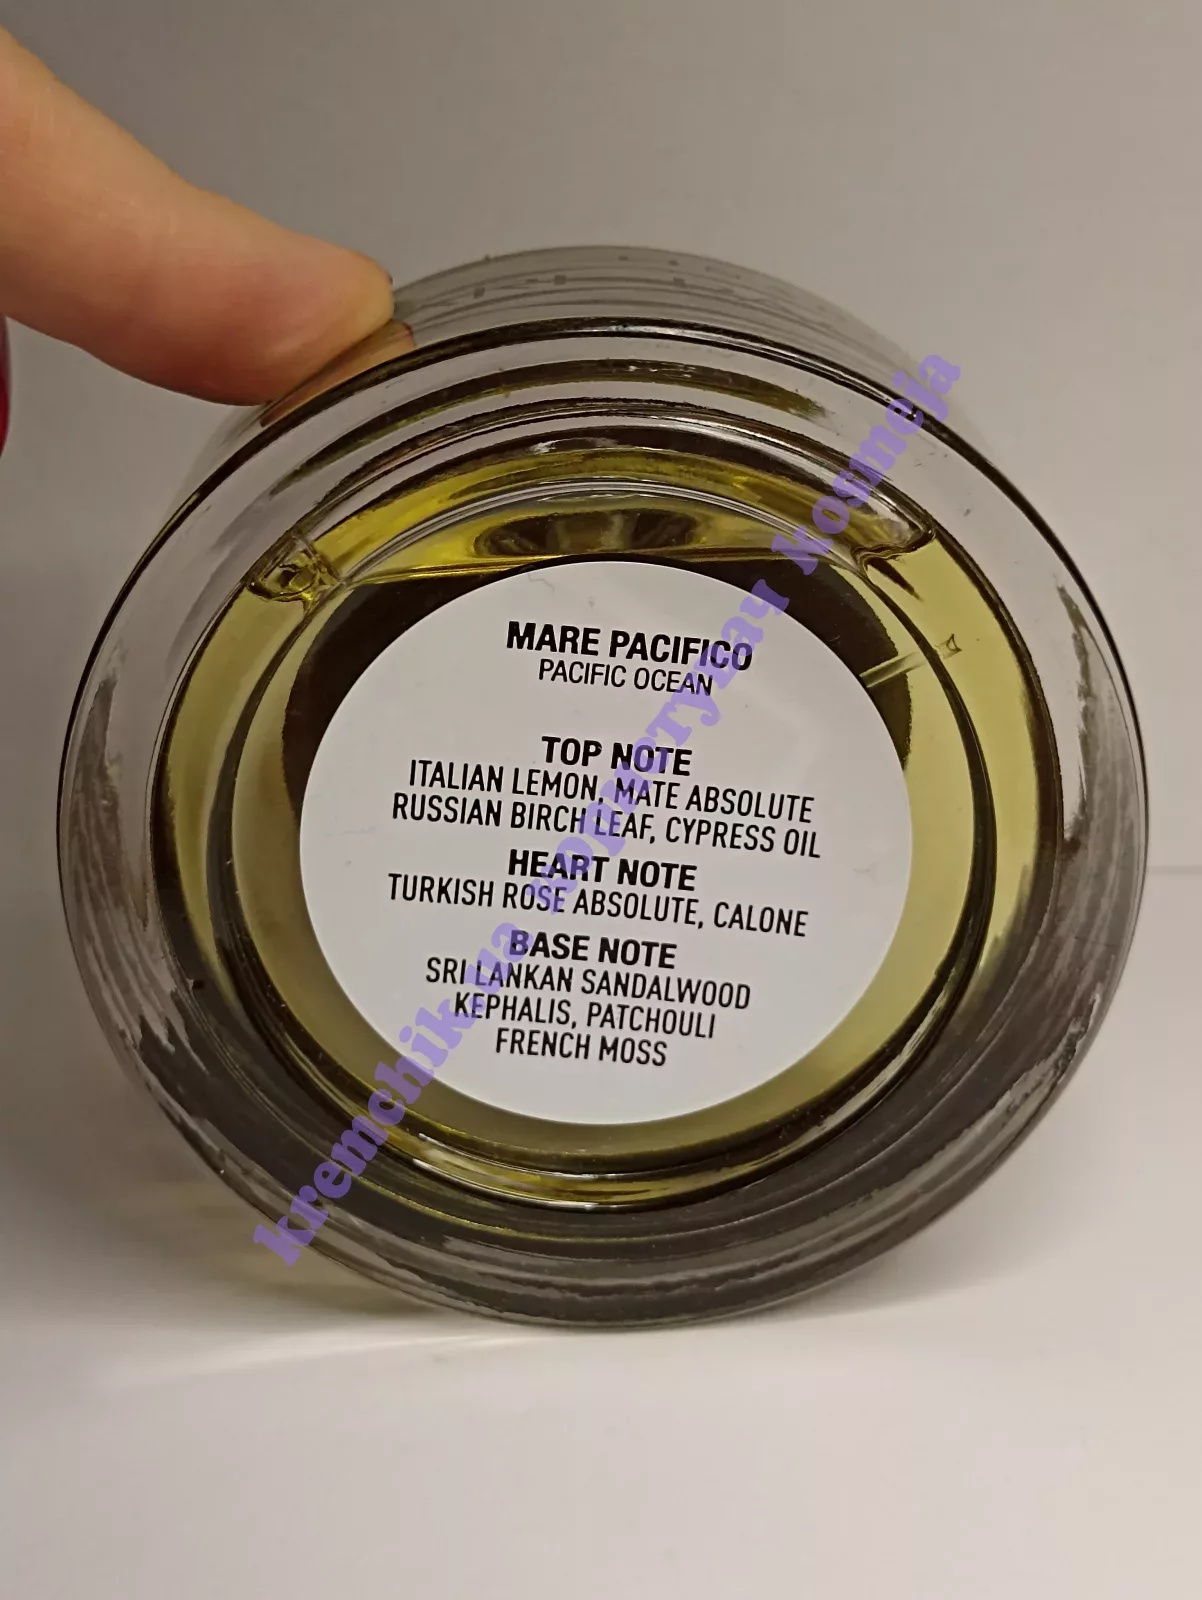 MARE PACIFICO
PACIFIC OCEAN
TOP NOTE
ITALIAN LEMON, MATE ABSOLUTE
RUSSIAN BIRCH LEAF, CYPRESS OIL
HEART NOTE
TURKISH ROSE ABSOLUTE, CALONE
BASE NOTE
SRI LANKAN SANDALWOOD
KEPHALIS, PATCHOULI
FRENCH MOSS
kremchik.ua